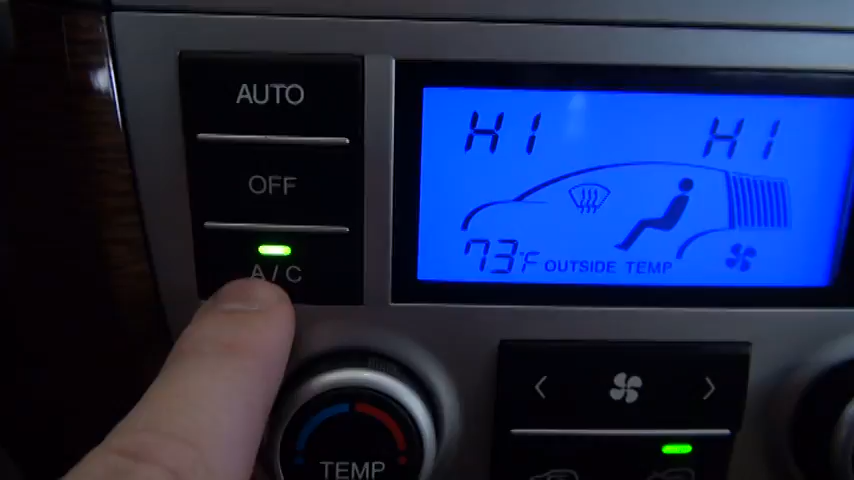 AUTO
OFF
A/C
HI HI
73°F OUTSIDE TEMP
TEMP